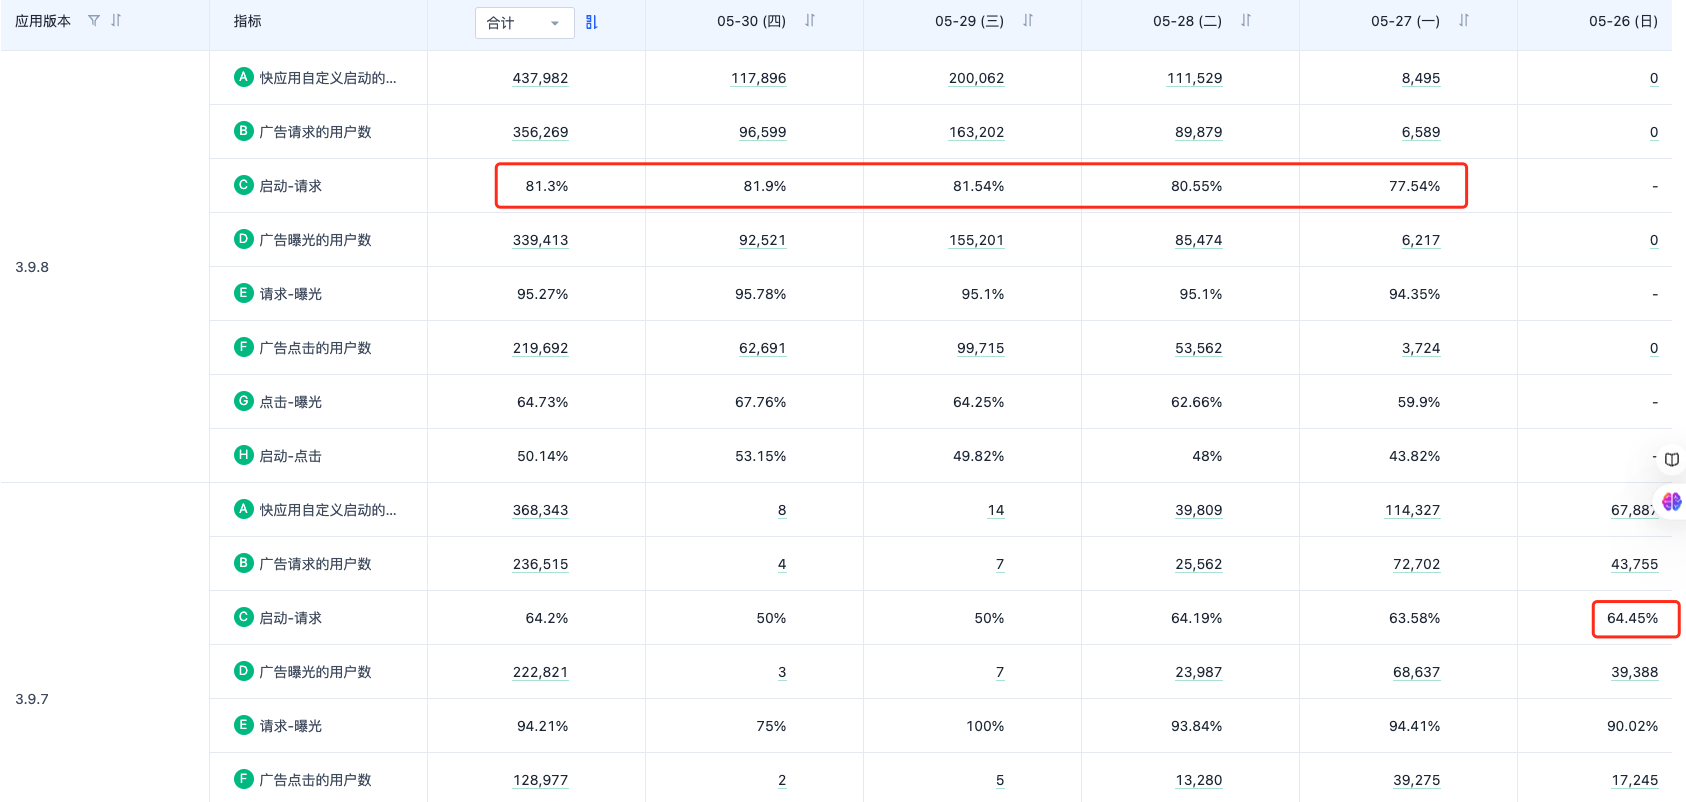 应用版本 指标 合计 05-30 (四) 05-29 (三) 05-28 (二) 05-27 (一) 05-26 (日)
A 快应用自定义启动的... 437,982 117,896 200,062 111,529 8,495 0
B 广告请求的用户数 356,269 96,599 163,202 89,879 6,589 0
C 启动-请求 81.3% 81.9% 81.54% 80.55% 77.54% -
D 广告曝光的用户数 339,413 92,521 155,201 85,474 6,217 0
3.9.8
E 请求-曝光 95.27% 95.78% 95.1% 95.1% 94.35% -
F 广告点击的用户数 219,692 62,691 99,715 53,562 3,724 0
G 点击-曝光 64.73% 67.76% 64.25% 62.66% 59.9% -
H 启动-点击 50.14% 53.15% 49.82% 48% 43.82% -
A 快应用自定义启动的... 368,343 8 14 39,809 114,327 67,887
B 广告请求的用户数 236,515 4 7 25,562 72,702 43,755
C 启动-请求 64.2% 50% 50% 64.19% 63.58% 64.45%
D 广告曝光的用户数 222,821 3 7 23,987 68,637 39,388
3.9.7
E 请求-曝光 94.21% 75% 100% 93.84% 94.41% 90.02%
F 广告点击的用户数 128,977 2 5 13,280 39,275 17,245